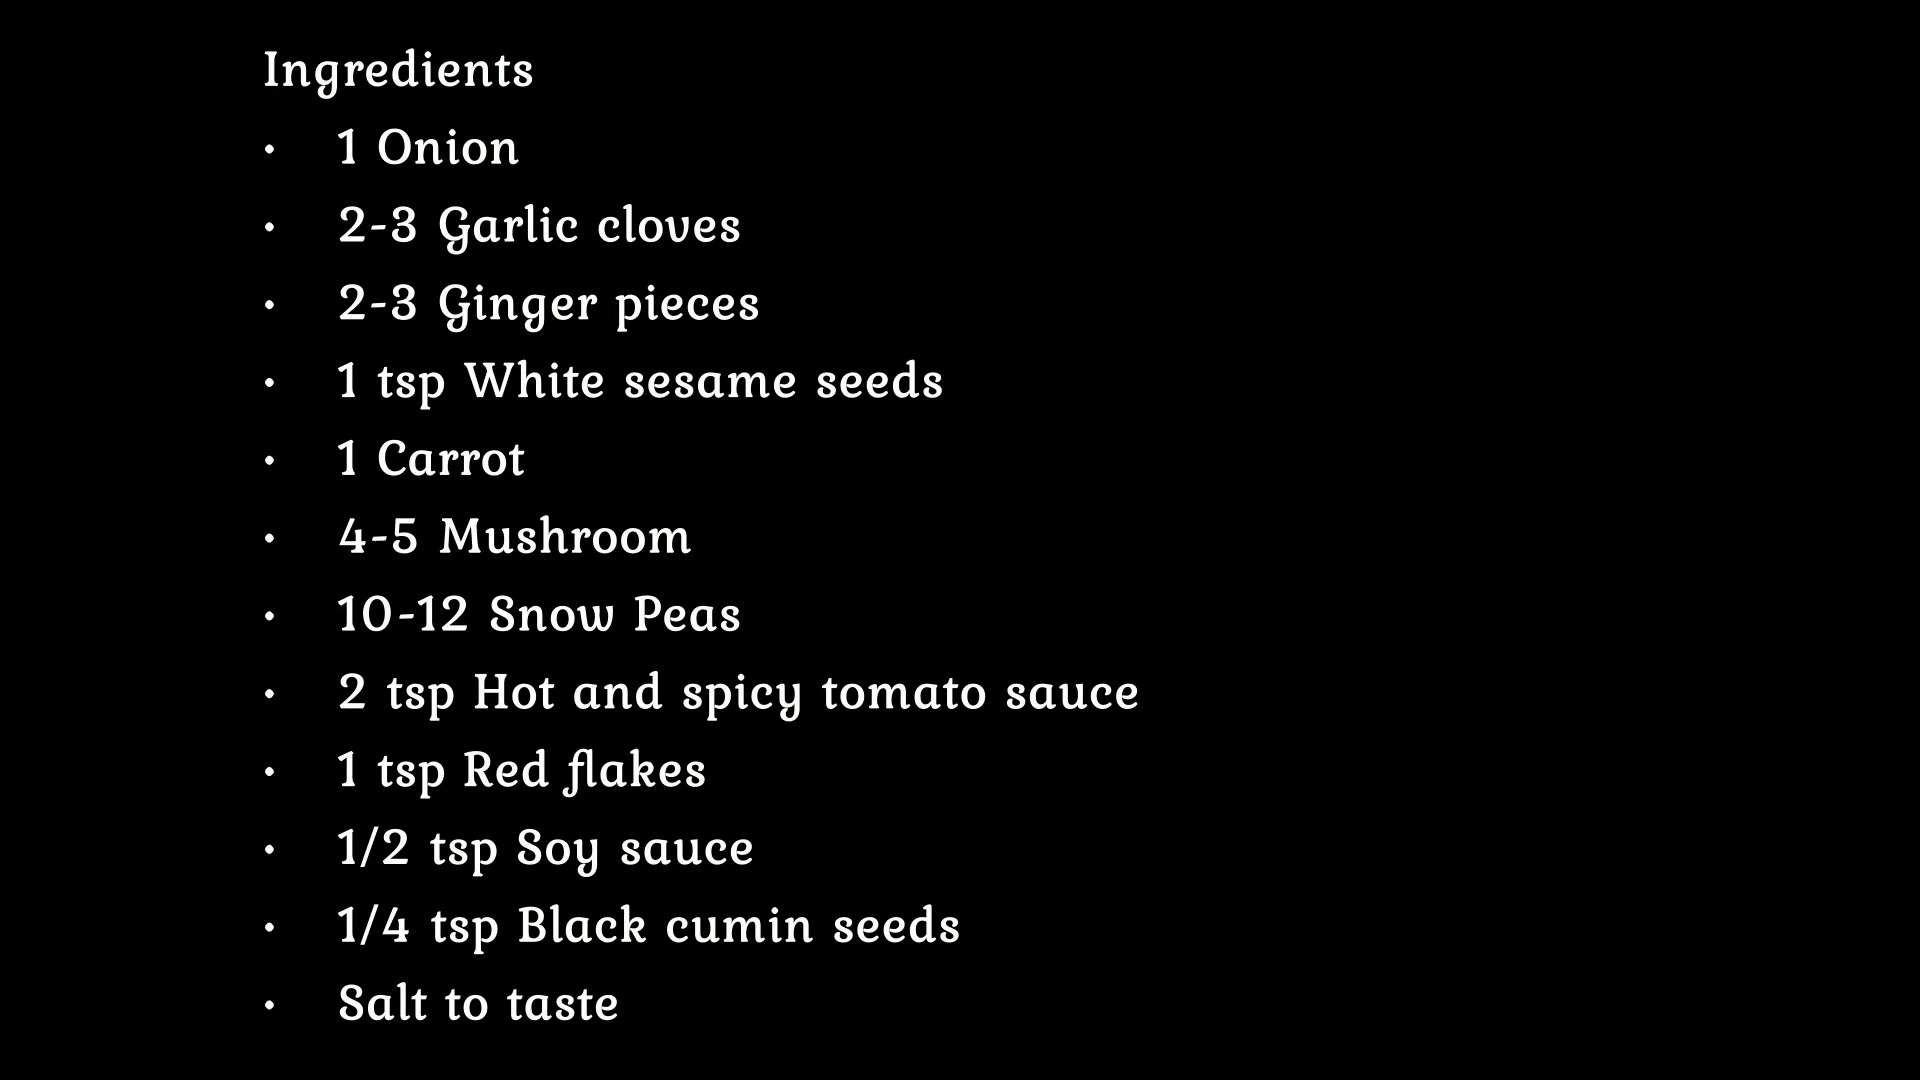 Ingredients
• 1 Onion
• 2-3 Garlic cloves
• 2-3 Ginger pieces
• 1 tsp White sesame seeds
• 1 Carrot
• 4-5 Mushroom
• 10-12 Snow Peas
• 2 tsp Hot and spicy tomato sauce
• 1 tsp Red flakes
• 1/2 tsp Soy sauce
• 1/4 tsp Black cumin seeds
• Salt to taste